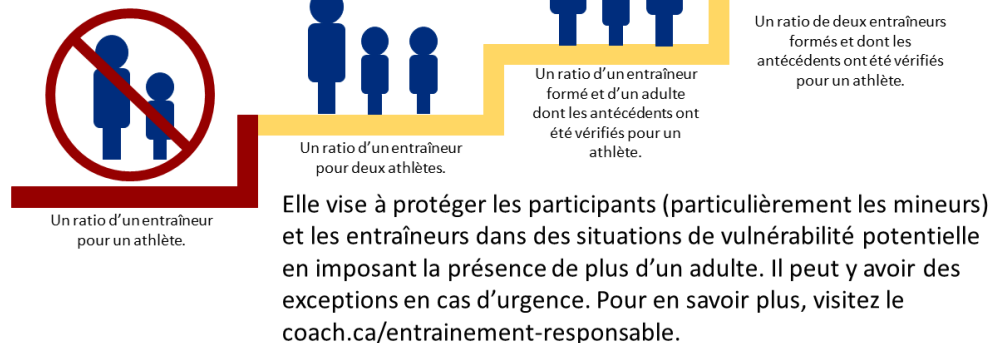 Un ratio de deux entraîneurs
formés et dont les
antécédents ont été vérifiés
pour un athlète.
Un ratio d'un entraîneur
formé et d'un adulte
dont les antécédents ont
été vérifiés pour un
athlète.
Un ratio d'un entraîneur
pour deux athlètes.
Un ratio d'un entraîneur
pour un athlète.
Elle vise à protéger les participants (particulièrement les mineurs)
et les entraîneurs dans des situations de vulnérabilité potentielle
en imposant la présence de plus d'un adulte. Il peut y avoir des
exceptions en cas d'urgence. Pour en savoir plus, visitez le
coach.ca/entrainement-responsable.